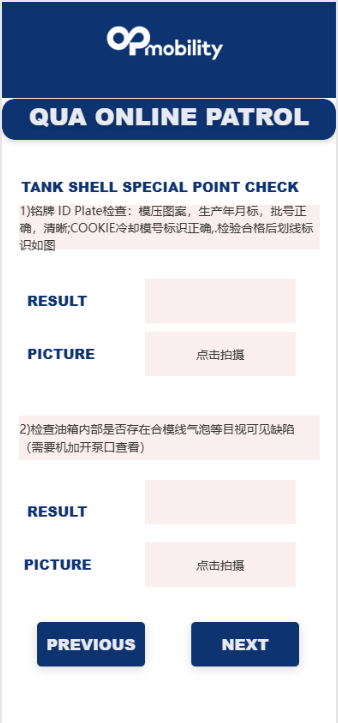 OPmobility
QUA ONLINE PATROL
TANK SHELL SPECIAL POINT CHECK
1)铭牌 ID Plate检查：模压图案，生产年月标，批号正
确，清晰;COOKIE冷却模号标识正确,.检验合格后划线标
识如图
RESULT
PICTURE
点击拍摄
2)检查油箱内部是否存在合模线气泡等目视可见缺陷
（需要机加开泵口查看）
RESULT
PICTURE
点击拍摄
PREVIOUS
NEXT